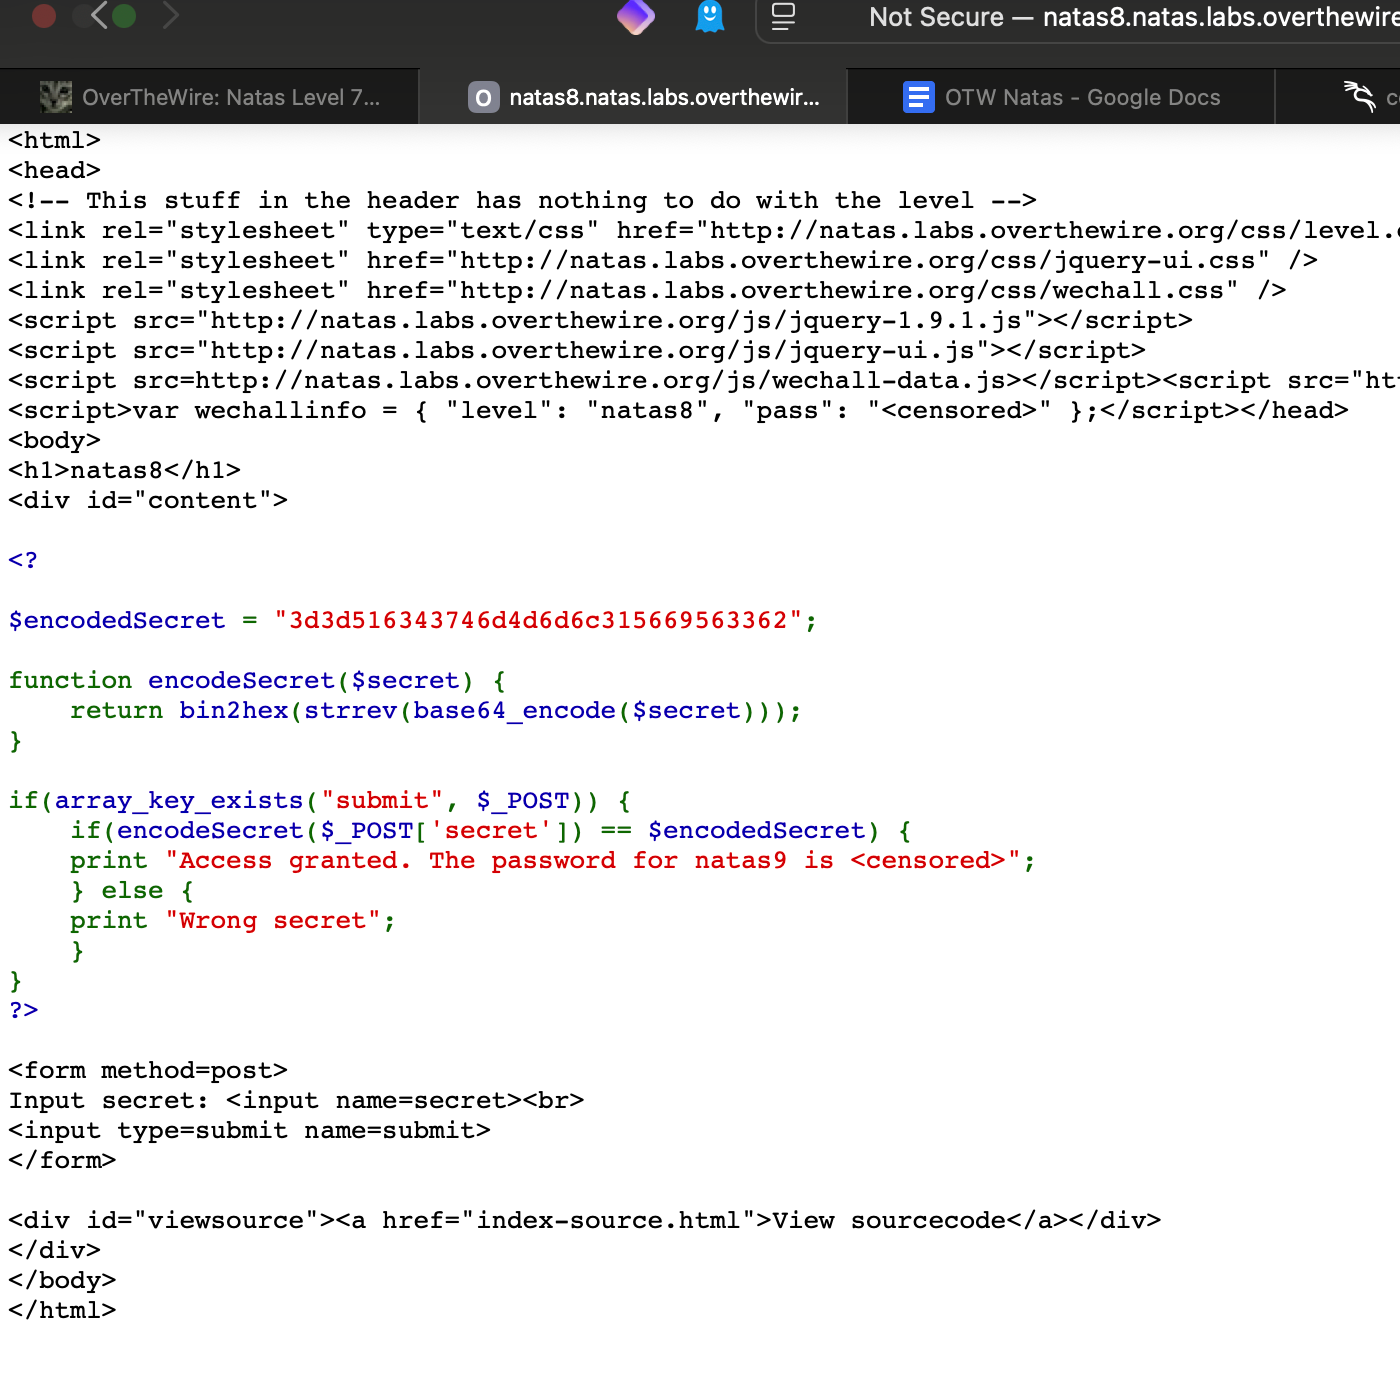 Not Secure — natas8.natas.labs.overthewire
OverTheWire: Natas Level 7...
O natas8.natas.labs.overthewir...
OTW Natas - Google Docs
<html>
<head>
<!-- This stuff in the header has nothing to do with the level -->
<link rel="stylesheet" type="text/css" href="http://natas.labs.overthewire.org/css/level.
<link rel="stylesheet" href="http://natas.labs.overthewire.org/css/jquery-ui.css" />
<link rel="stylesheet" href="http://natas.labs.overthewire.org/css/wechall.css" />
<script src="http://natas.labs.overthewire.org/js/jquery-1.9.1.js"></script>
<script src="http://natas.labs.overthewire.org/js/jquery-ui.js"></script>
<script src=http://natas.labs.overthewire.org/js/wechall-data.js></script><script src="ht
<script>var wechallinfo = { "level": "natas8", "pass": "<censored>" };</script></head>
<body>
<h1>natas8</h1>
<div id="content">
<?
$encodedSecret = "3d3d516343746d4d6d6c315669563362";
function encodeSecret($secret) {
    return bin2hex(strrev(base64_encode($secret)));
}
if(array_key_exists("submit", $_POST)) {
    if(encodeSecret($_POST['secret']) == $encodedSecret) {
    print "Access granted. The password for natas9 is <censored>";
    } else {
    print "Wrong secret";
    }
}
?>
<form method=post>
Input secret: <input name=secret><br>
<input type=submit name=submit>
</form>
<div id="viewsource"><a href="index-source.html">View sourcecode</a></div>
</div>
</body>
</html>